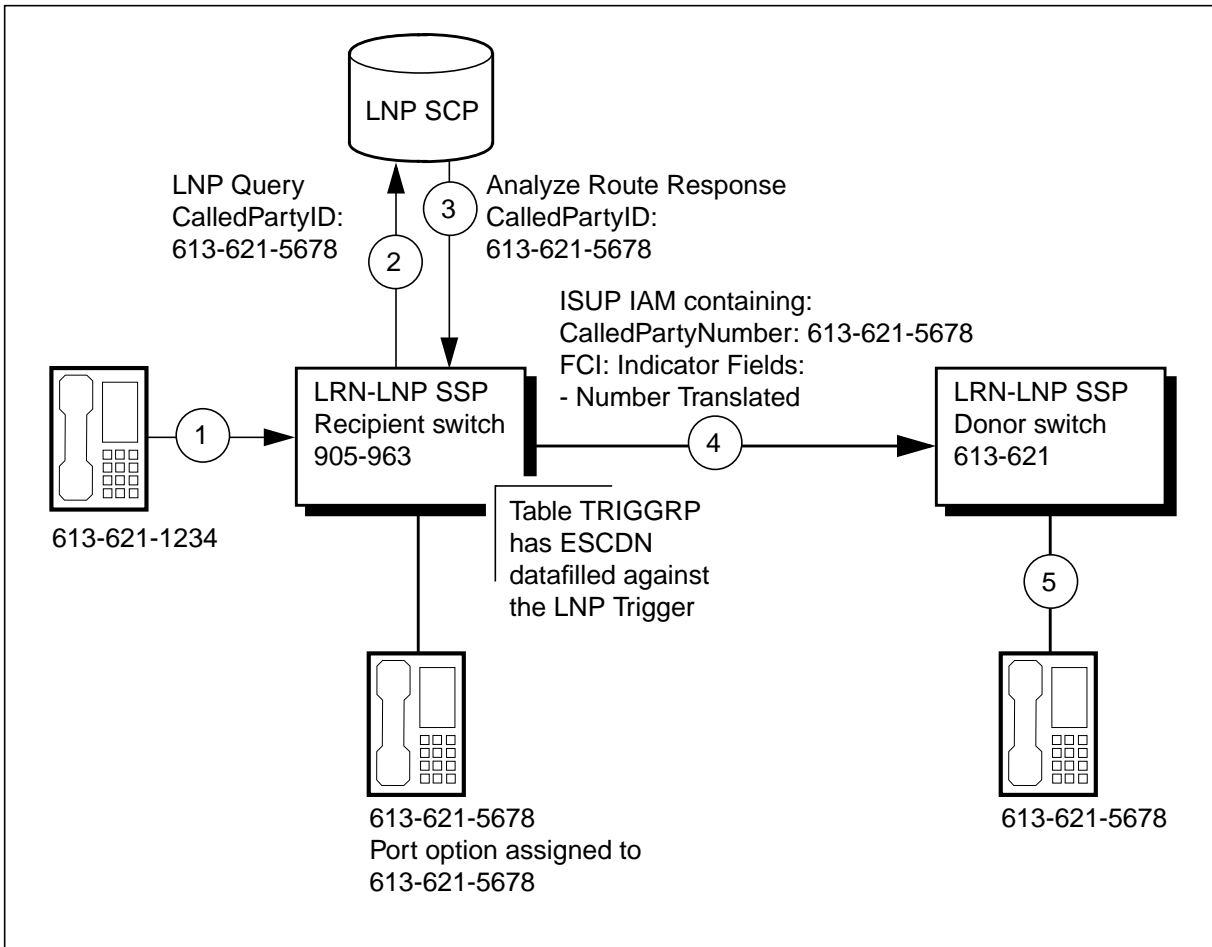 LNP SCP
LNP Query
CalledPartyID:
613-621-5678
2
3
Analyze Route Response
CalledPartyID:
613-621-5678
ISUP IAM containing:
CalledPartyNumber: 613-621-5678
FCI: Indicator Fields:
- Number Translated
1
613-621-1234
LRN-LNP SSP
Recipient switch
905-963
4
LRN-LNP SSP
Donor switch
613-621
Table TRIGGRP
has ESCDN
datafilled against
the LNP Trigger
5
613-621-5678
Port option assigned to
613-621-5678
613-621-5678